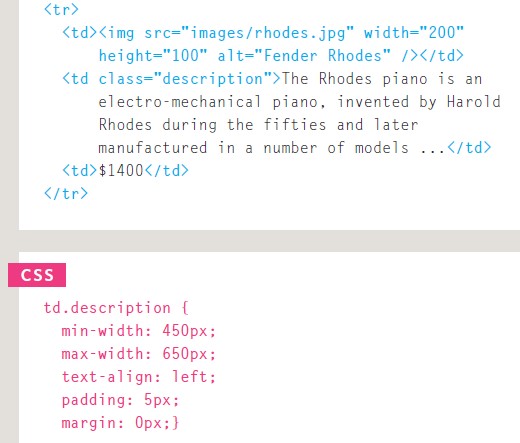 <tr>
<td><img src="images/rhodes.jpg" width="200"
height="100" alt="Fender Rhodes" /></td>
<td class="description">The Rhodes piano is an
electro-mechanical piano, invented by Harold
Rhodes during the fifties and later
manufactured in a number of models ...</td>
<td>$1400</td>
</tr>
CSS
td.description {
min-width: 450px;
max-width: 650px;
text-align: left;
padding: 5px;
margin: 0px;}